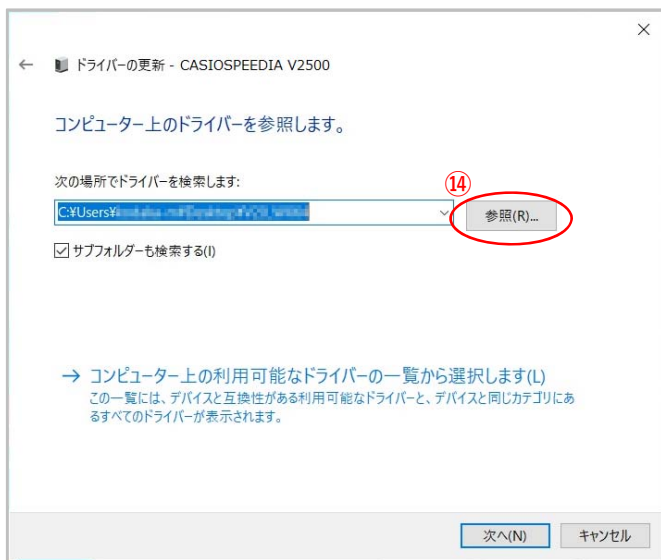 ドライバーの更新 - CASIOSPEEDIA V2500
コンピューター上のドライバーを参照します。
次の場所でドライバーを検索します:
⑭
C:¥Users¥
参照(R)...
サブフォルダーも検索する(I)
→ コンピューター上の利用可能なドライバーの一覧から選択します(L)
この一覧には、デバイスと互換性がある利用可能なドライバーと、デバイスと同じカテゴリにあ
るすべてのドライバーが表示されます。
次へ(N)
キャンセル